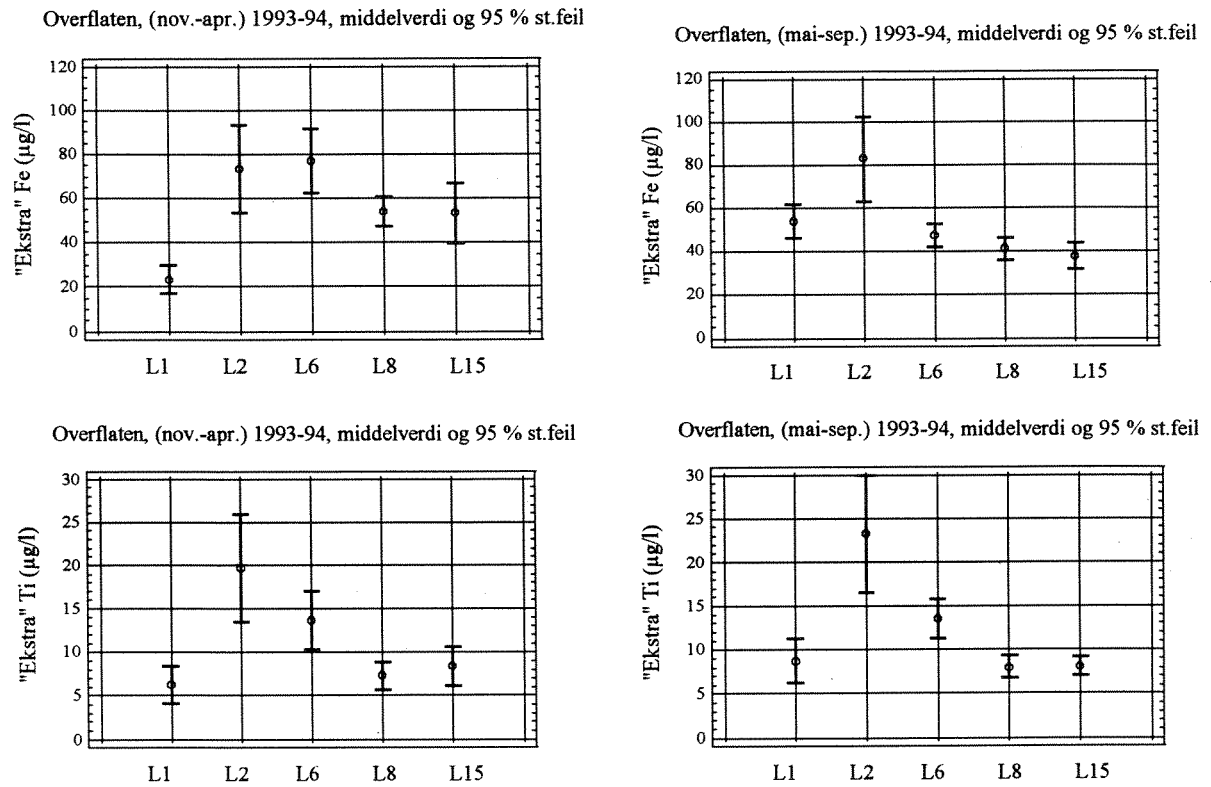 Overflaten, (nov.-apr.) 1993-94, middelverdi og 95 % st.feil
"Ekstra" Fe (µg/l)
120
100
80
60
40
20
0
L1 L2 L6 L8 L15
Overflaten, (mai-sep.) 1993-94, middelverdi og 95 % st.feil
"Ekstra" Fe (µg/l)
120
100
80
60
40
20
0
L1 L2 L6 L8 L15
Overflaten, (nov.-apr.) 1993-94, middelverdi og 95 % st.feil
"Ekstra" Ti (µg/l)
30
25
20
15
10
5
0
L1 L2 L6 L8 L15
Overflaten, (mai-sep.) 1993-94, middelverdi og 95 % st.feil
"Ekstra" Ti (µg/l)
30
25
20
15
10
5
0
L1 L2 L6 L8 L15